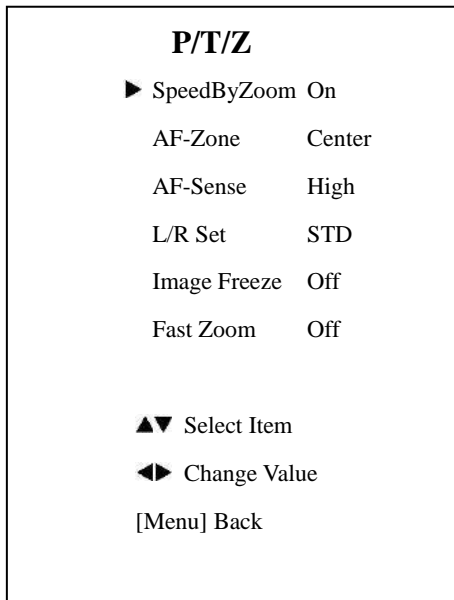 P/T/Z
▶ SpeedByZoom On
AF-Zone Center
AF-Sense High
L/R Set STD
Image Freeze Off
Fast Zoom Off
▲▼ Select Item
◀▶ Change Value
[Menu] Back